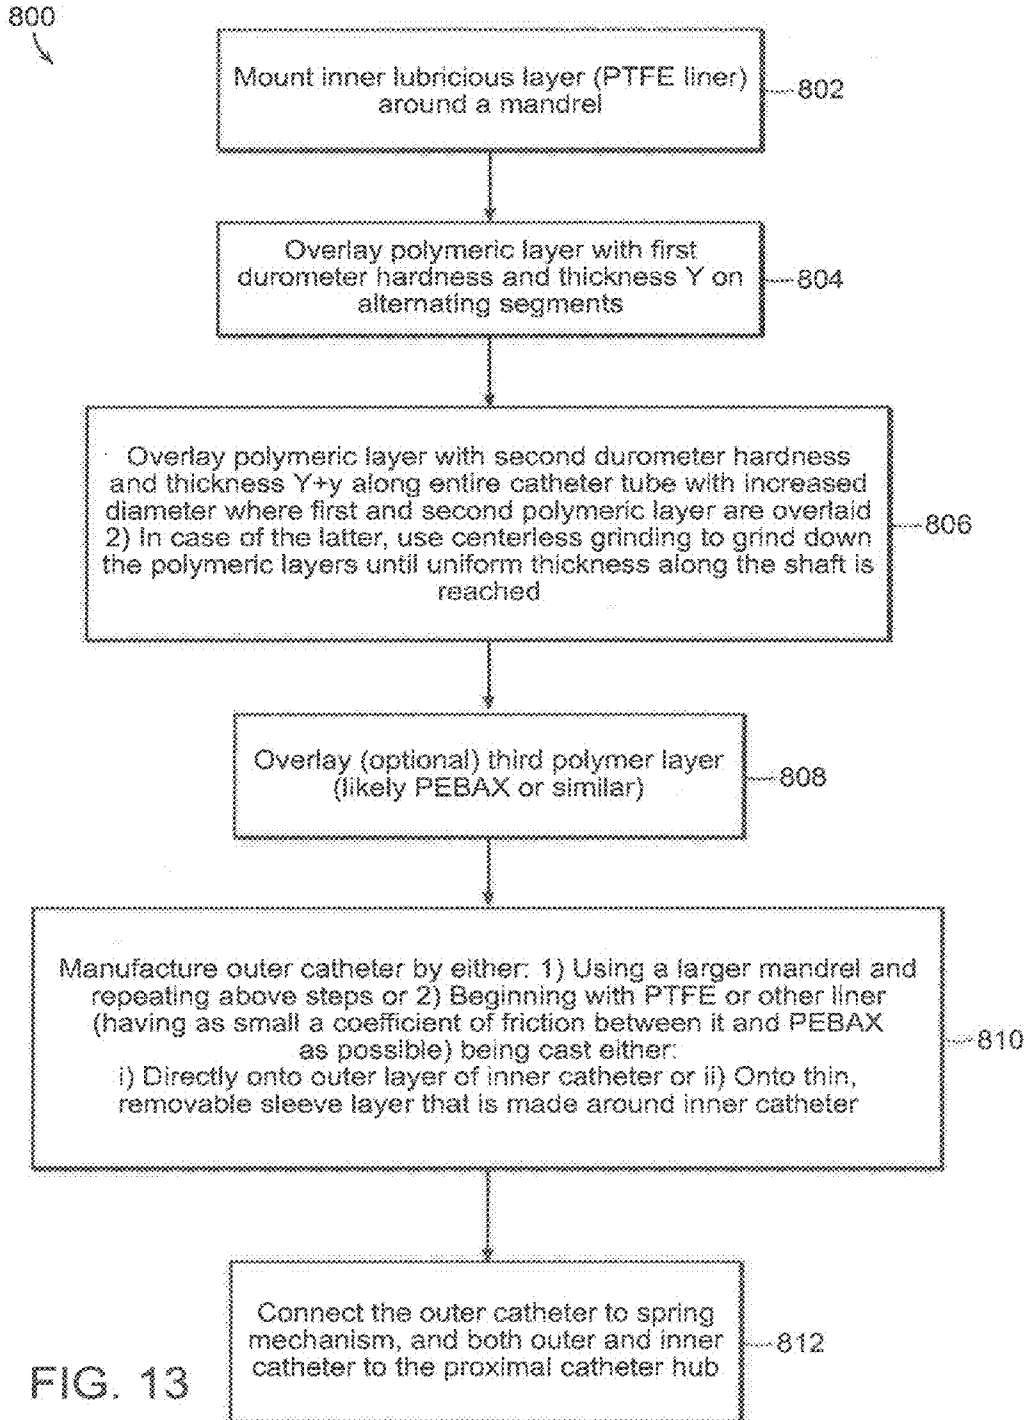 800
Mount inner lubricious layer (PTFE liner)
around a mandrel
802
Overlay polymeric layer with first
durometer hardness and thickness Y on
alternating segments
804
Overlay polymeric layer with second durometer hardness
and thickness Y+y along entire catheter tube with increased
diameter where first and second polymeric layer are overlaid
2) In case of the latter, use centerless grinding to grind down
the polymeric layers until uniform thickness along the shaft is
reached
806
Overlay (optional) third polymer layer
(likely PEBAX or similar)
808
Manufacture outer catheter by either: 1) Using a larger mandrel and
repeating above steps or 2) Beginning with PTFE or other liner
(having as small a coefficient of friction between it and PEBAX
as possible) being cast either:
i) Directly onto outer layer of inner catheter or ii) Onto thin,
removable sleeve layer that is made around inner catheter
810
Connect the outer catheter to spring
mechanism, and both outer and inner
catheter to the proximal catheter hub
812
FIG. 13